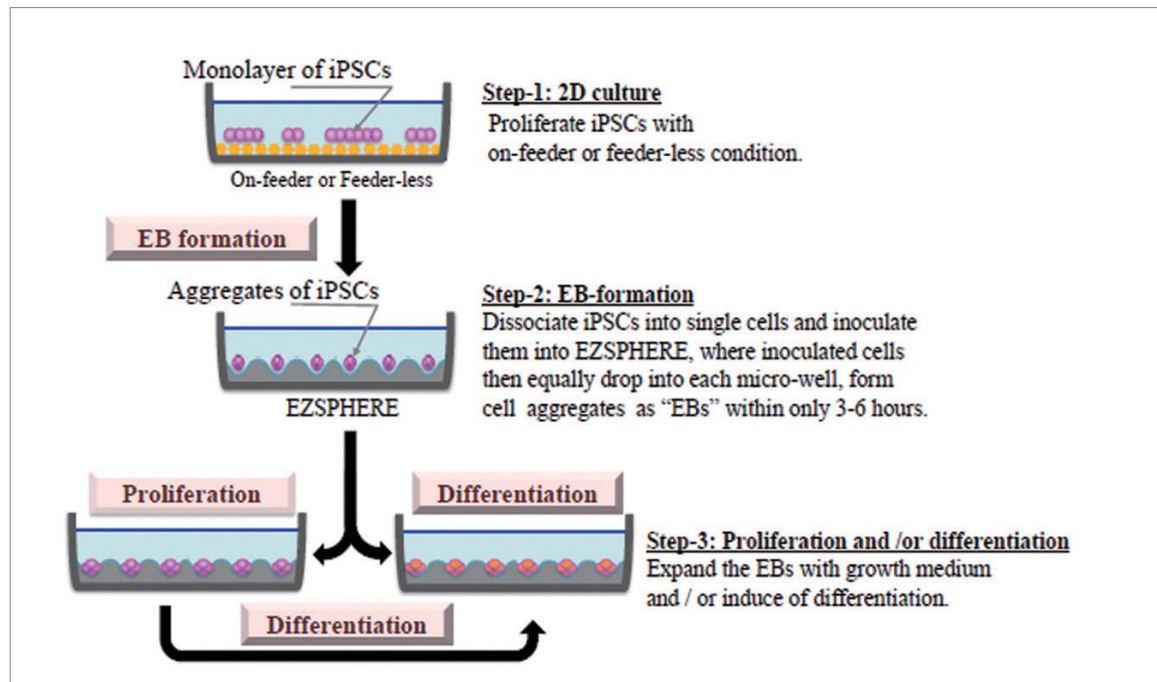 Monolayer of iPSCs
Step-1: 2D culture
Proliferate iPSCs with
on-feeder or feeder-less condition.
On-feeder or Feeder-less
EB formation
Aggregates of iPSCs
Step-2: EB-formation
Dissociate iPSCs into single cells and inoculate
them into EZSPHERE, where inoculated cells
then equally drop into each micro-well, form
cell aggregates as “EBs” within only 3-6 hours.
EZSPHERE
Proliferation
Differentiation
Step-3: Proliferation and /or differentiation
Expand the EBs with growth medium
and / or induce of differentiation.
Differentiation